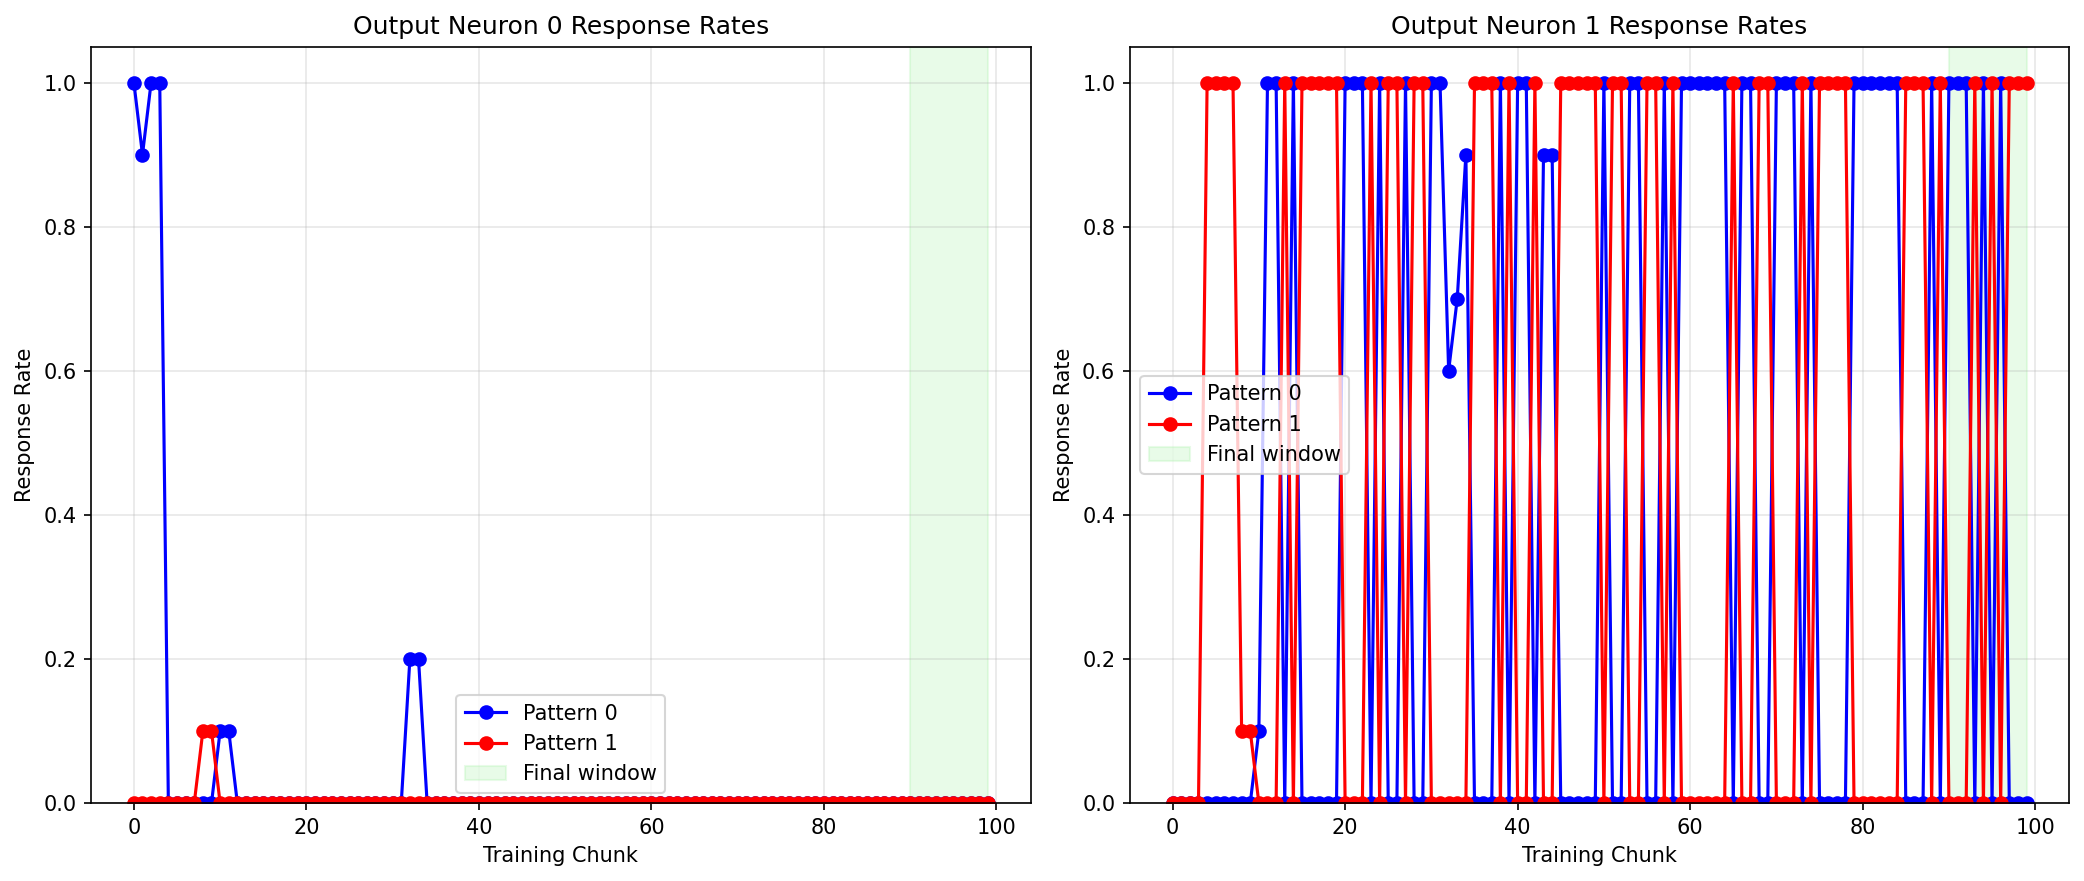 Output Neuron 0 Response Rates
Response Rate
1.0
0.8
0.6
0.4
0.2
0.0
Pattern 0
Pattern 1
Final window
0
20
40
60
80
100
Training Chunk
Output Neuron 1 Response Rates
Response Rate
1.0
0.8
0.6
0.4
0.2
0.0
Pattern 0
Pattern 1
Final window
0
20
40
60
80
100
Training Chunk